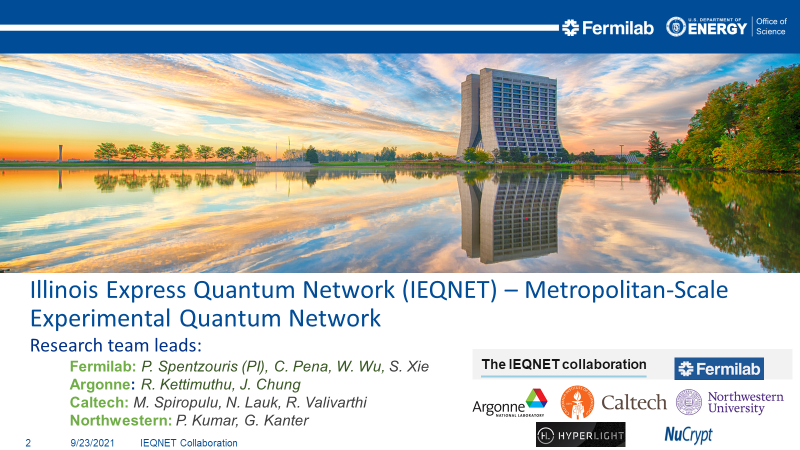 Fermilab
U.S. DEPARTMENT OF
ENERGY
Office of
Science
Illinois Express Quantum Network (IEQNET) – Metropolitan-Scale
Experimental Quantum Network
Research team leads:
Fermilab: P. Spentzouris (PI), C. Pena, W. Wu, S. Xie
Argonne: R. Kettimuthu, J. Chung
Caltech: M. Spiropulu, N. Lauk, R. Valivarthi
Northwestern: P. Kumar, G. Kanter
The IEQNET collaboration
Fermilab
Argonne
NATIONAL LABORATORY
Caltech
Northwestern
University
HYPERLIGHT
NuCrypt
2 9/23/2021 IEQNET Collaboration